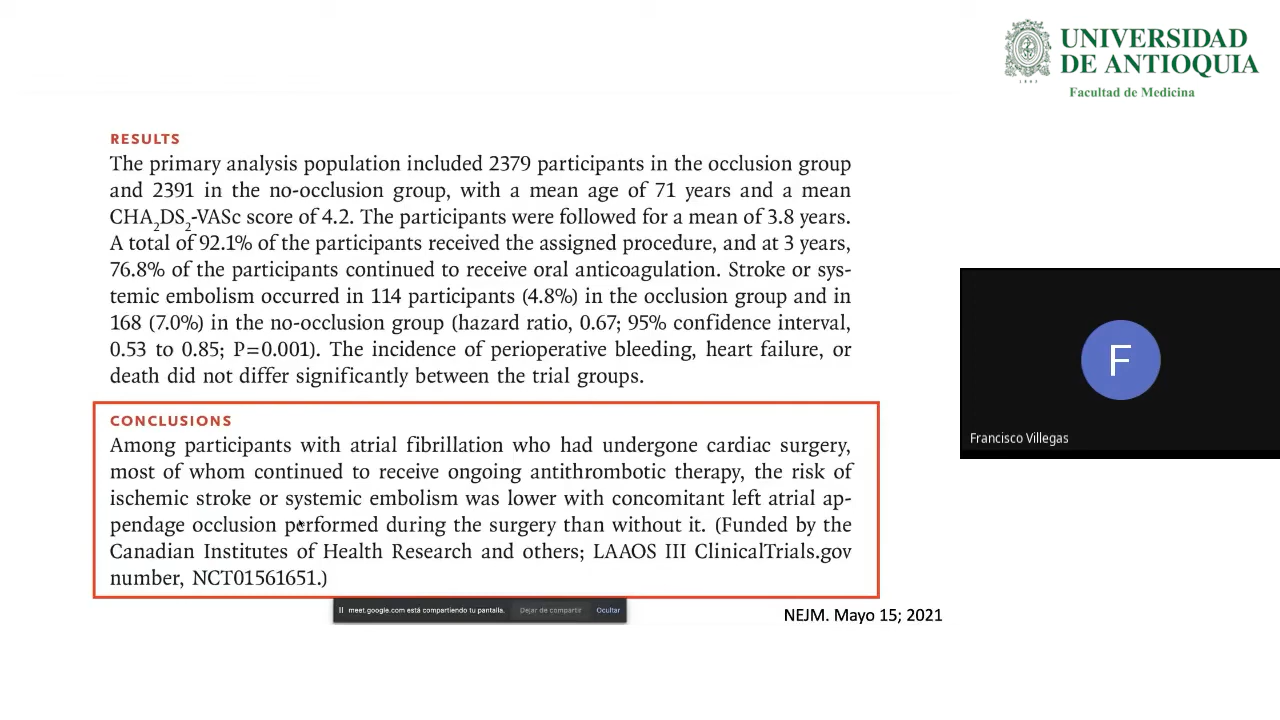 UNIVERSIDAD
DE ANTIOQUIA
1803
Facultad de Medicina
RESULTS
The primary analysis population included 2379 participants in the occlusion group
and 2391 in the no-occlusion group, with a mean age of 71 years and a mean
CHA2DS2-VASc score of 4.2. The participants were followed for a mean of 3.8 years.
A total of 92.1% of the participants received the assigned procedure, and at 3 years,
76.8% of the participants continued to receive oral anticoagulation. Stroke or sys-
temic embolism occurred in 114 participants (4.8%) in the occlusion group and in
168 (7.0%) in the no-occlusion group (hazard ratio, 0.67; 95% confidence interval,
0.53 to 0.85; P=0.001). The incidence of perioperative bleeding, heart failure, or
death did not differ significantly between the trial groups.
CONCLUSIONS
Among participants with atrial fibrillation who had undergone cardiac surgery,
most of whom continued to receive ongoing antithrombotic therapy, the risk of
ischemic stroke or systemic embolism was lower with concomitant left atrial ap-
pendage occlusion performed during the surgery than without it. (Funded by the
Canadian Institutes of Health Research and others; LAAOS III ClinicalTrials.gov
number, NCT01561651.)
meet.google.com está compartiendo tu pantalla.
Dejar de compartir
Ocultar
NEJM. Mayo 15; 2021
F
Francisco Villegas